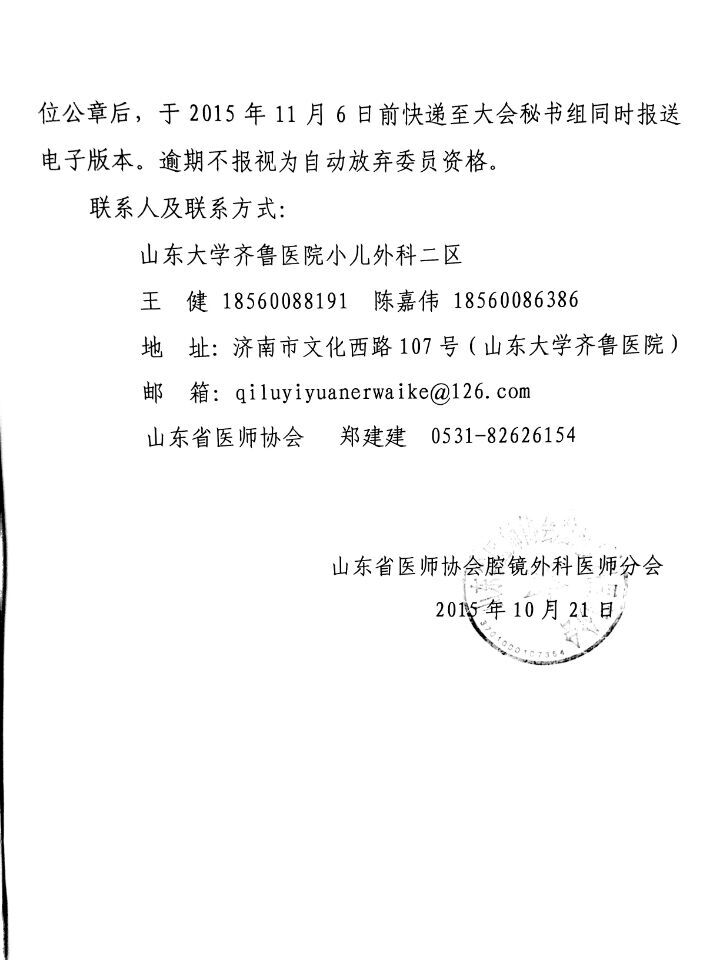 位公章后，于 2015 年 11 月 6 日前快递至大会秘书组同时报送
电子版本。逾期不报视为自动放弃委员资格。
联系人及联系方式：
山东大学齐鲁医院小儿外科二区
王　健 18560088191　陈嘉伟 18560086386
地　址：济南市文化西路 107 号（山东大学齐鲁医院）
邮　箱：qiluyiyuanerwaike@126.com
山东省医师协会　郑建建　0531-82626154
山东省医师协会腔镜外科医师分会
2015 年 10 月 21 日
3701000107354